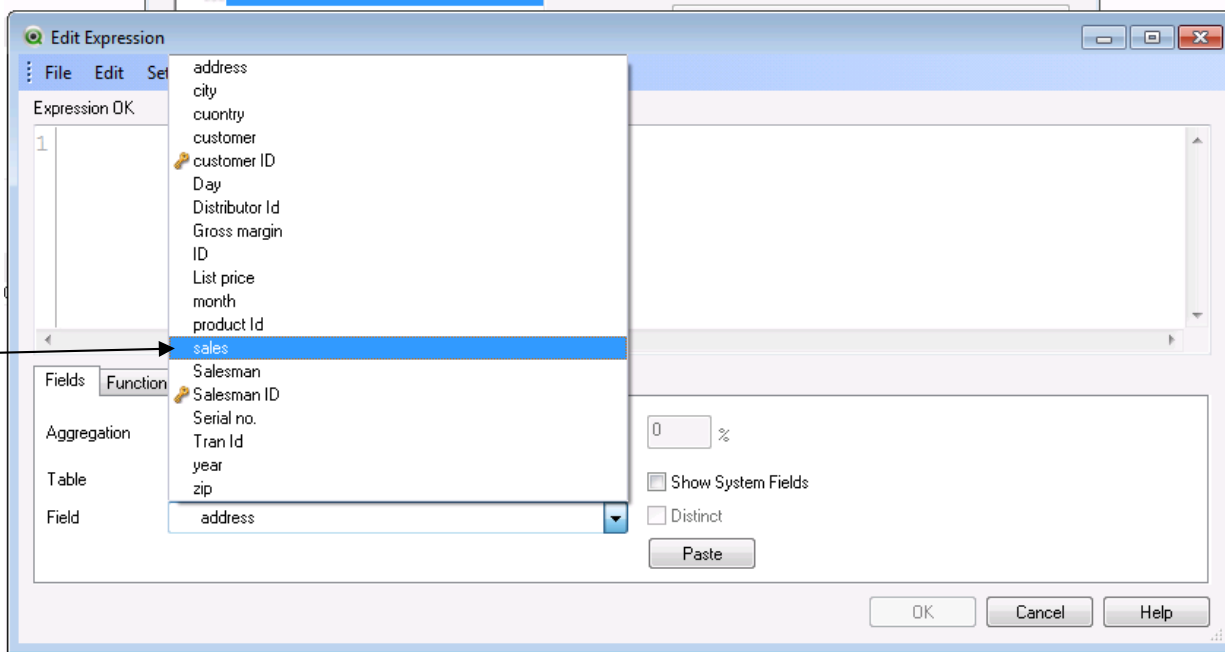 Edit Expression
File Edit Set
Expression OK
1
address
city
cuontry
customer
customer ID
Day
Distributor Id
Gross margin
ID
List price
month
product Id
sales
Salesman
Salesman ID
Serial no.
Tran Id
year
zip
Fields Function
Aggregation
0 %
Table
Show System Fields
Field address
Distinct
Paste
OK Cancel Help